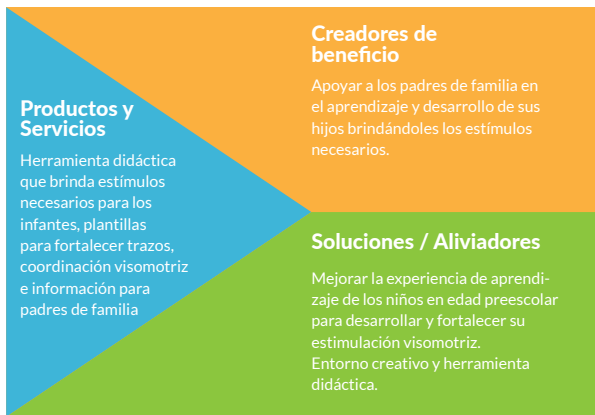 Productos y
Servicios
Herramienta didáctica
que brinda estímulos
necesarios para los
infantes, plantillas
para fortalecer trazos,
coordinación visomotriz
e información para
padres de familia
Creadores de
beneficio
Apoyar a los padres de familia en
el aprendizaje y desarrollo de sus
hijos brindándoles los estímulos
necesarios.
Soluciones / Aliviadores
Mejorar la experiencia de aprendi-
zaje de los niños en edad preescolar
para desarrollar y fortalecer su
estimulación visomotriz.
Entorno creativo y herramienta
didáctica.